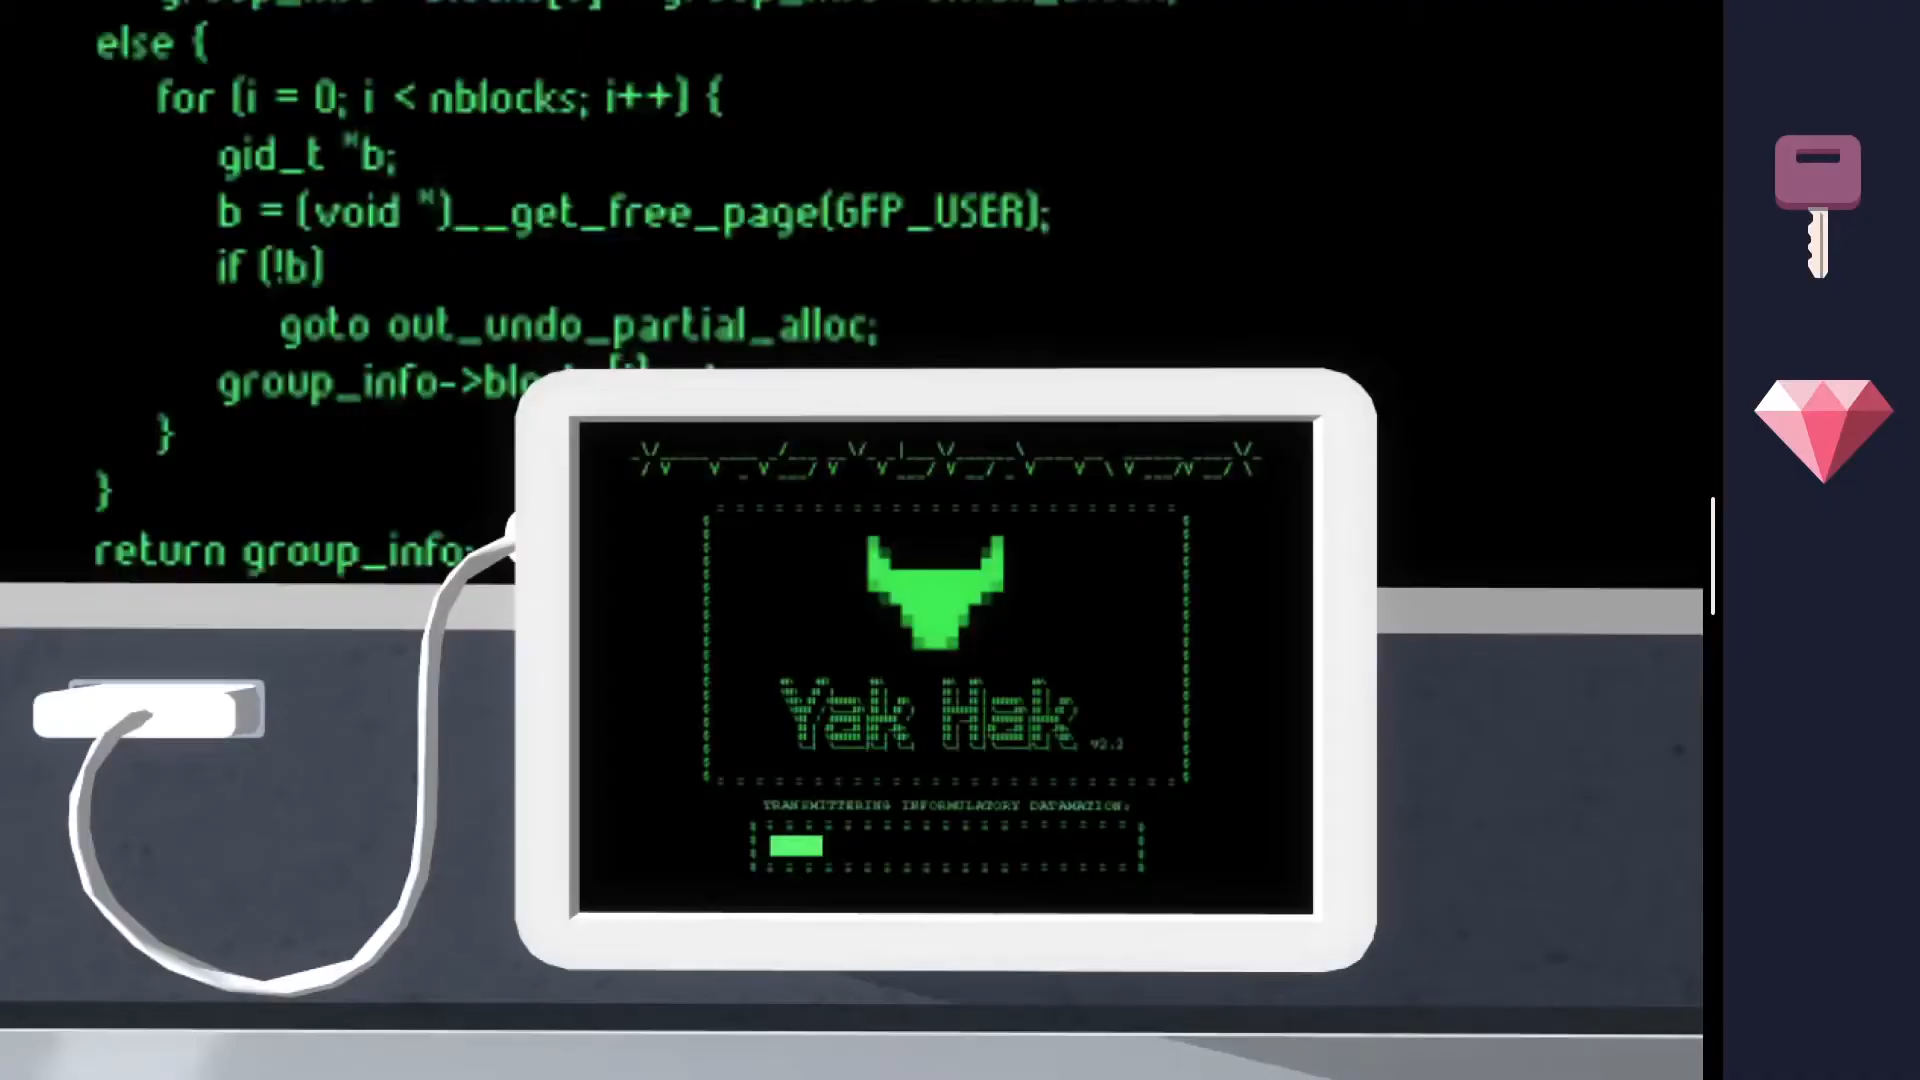 else {
for (i = 0; i < nblocks; i++) {
gid_t *b;
b = (void *)__get_free_page(GFP_USER);
if (!b)
goto out_undo_partial_alloc;
group_info->blo
}
}
return group_info;
Yak Hak v2.2
TRANSMITTERING INFORMULATORY DATAMATION: